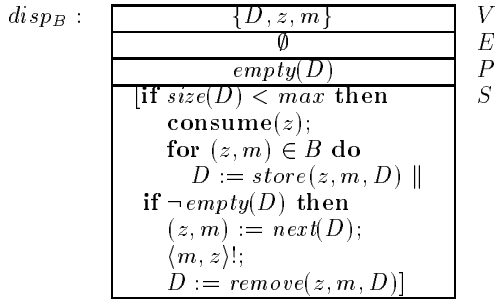 disp_B : {D, z, m} V
∅ E
empty(D) P
[if size(D) < max then S
consume(z);
for (z, m) ∈ B do
D := store(z, m, D) ∥
if ¬empty(D) then
(z, m) := next(D);
⟨m, z⟩!;
D := remove(z, m, D)]